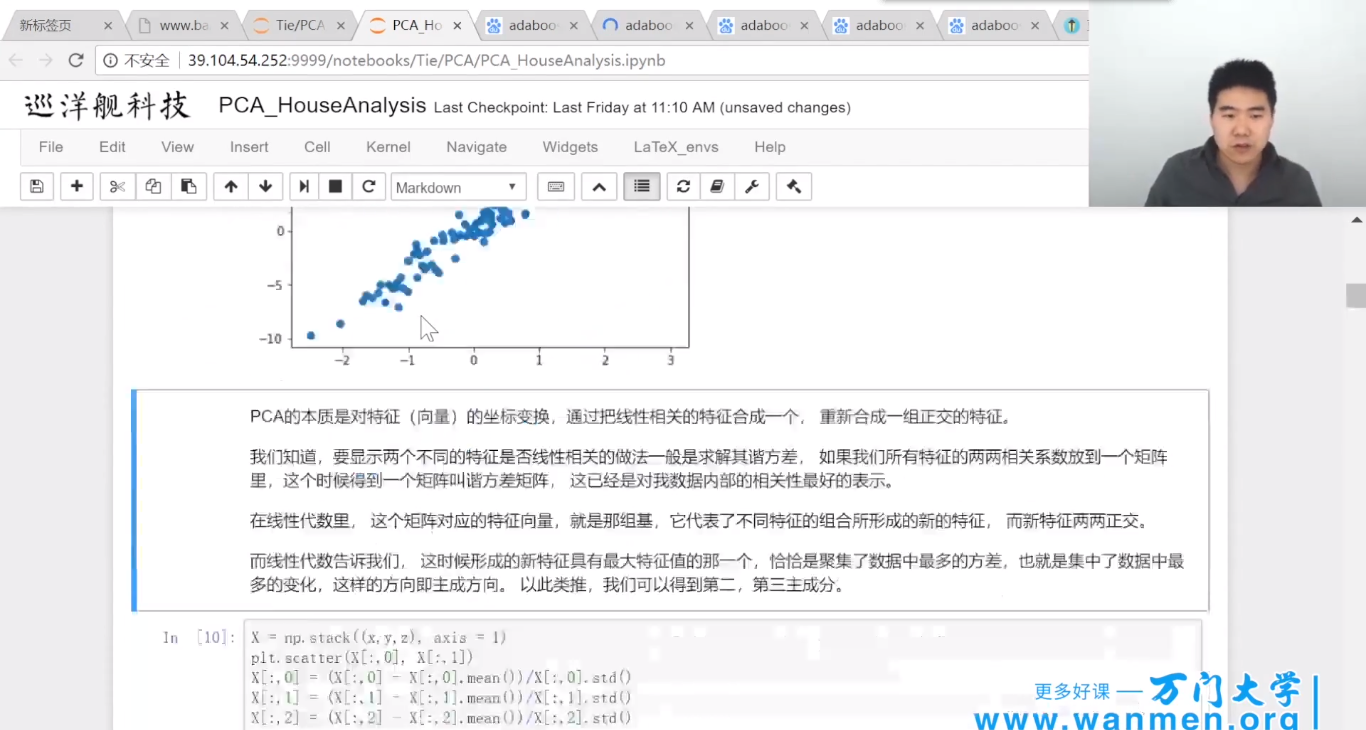 新标签页
www.ba
Tie/PCA
PCA_Ho
adaboo
adaboo
adaboo
adaboo
adaboo
不安全
39.104.54.252:9999/notebooks/Tie/PCA/PCA_HouseAnalysis.ipynb
巡洋舰科技
PCA_HouseAnalysis Last Checkpoint: Last Friday at 11:10 AM (unsaved changes)
File Edit View Insert Cell Kernel Navigate Widgets LaTeX_envs Help
Markdown
0
−5
−10
−2 −1 0 1 2 3
PCA的本质是对特征（向量）的坐标变换，通过把线性相关的特征合成一个， 重新合成一组正交的特征。
我们知道，要显示两个不同的特征是否线性相关的做法一般是求解其谐方差， 如果我们所有特征的两两相关系数放到一个矩阵
里，这个时候得到一个矩阵叫谐方差矩阵， 这已经是对我数据内部的相关性最好的表示。
在线性代数里， 这个矩阵对应的特征向量，就是那组基，它代表了不同特征的组合所形成的新的特征， 而新特征两两正交。
而线性代数告诉我们， 这时候形成的新特征具有最大特征值的那一个，恰恰是聚集了数据中最多的方差，也就是集中了数据中最
多的变化，这样的方向即主成方向。 以此类推，我们可以得到第二，第三主成分。
In [10]:
X = np.stack((x,y,z), axis = 1)
plt.scatter(X[:,0], X[:,1])
X[:,0] = (X[:,0] - X[:,0].mean())/X[:,0].std()
X[:,1] = (X[:,1] - X[:,1].mean())/X[:,1].std()
X[:,2] = (X[:,2] - X[:,2].mean())/X[:,2].std()
更多好课 — 万门大学
www.wanmen.org